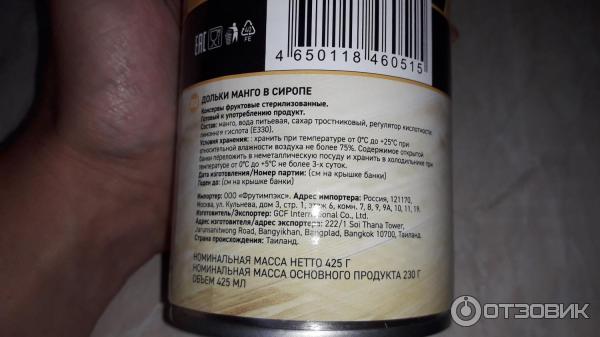 EAC
4 650118 460515
ДОЛЬКИ МАНГО В СИРОПЕ
Консервы фруктовые стерилизованные.
Готовый к употреблению продукт.
Состав: манго, вода питьевая, сахар тростниковый, регулятор кислотности:
лимонная кислота (Е330).
Условия хранения: : хранить при температуре от 0°С до +25°С при
относительной влажности воздуха не более 75%. Содержимое открытой
банки переложить в неметаллическую посуду и хранить в холодильнике при
температуре от 0°С до +5°С не более 3-х суток.
Дата изготовления/Номер партии: (см на крышке банки)
Годен до: (см на крышке банки)
Импортер: ООО «Фрутимпэкс». Адрес импортера: Россия, 121170,
Москва, ул. Кульнева, дом 3, стр. 1, этаж 6, комн. 7, 8, 9, 9А, 10, 11, 19.
Изготовитель/Экспортер: GCF International Co., Ltd.
Адрес изготовителя/адрес экспортера: 222/1 Soi Thana Tower,
Jarunsanitwong Road, Bangyikhan, Bangplad, Bangkok 10700, Таиланд.
Страна происхождения: Таиланд.
НОМИНАЛЬНАЯ МАССА НЕТТО 425 Г
НОМИНАЛЬНАЯ МАССА ОСНОВНОГО ПРОДУКТА 230 Г
ОБЪЕМ 425 МЛ
ОТЗОВИК